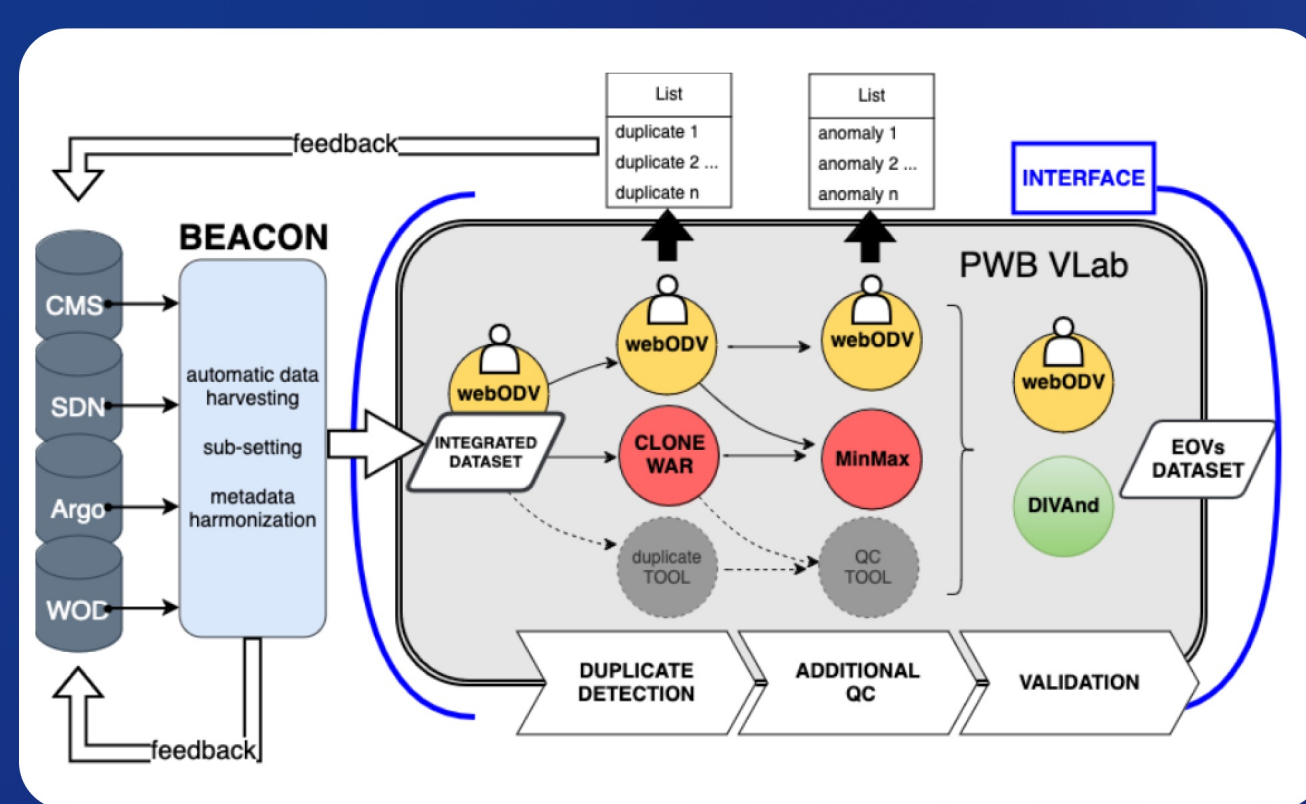 List
duplicate 1
duplicate 2 ...
duplicate n
List
anomaly 1
anomaly 2 ...
anomaly n
feedback
INTERFACE
BEACON
PWB VLab
CMS
SDN
Argo
WOD
automatic data
harvesting
sub-setting
metadata
harmonization
webODV
INTEGRATED
DATASET
webODV
CLONE
WAR
duplicate
TOOL
webODV
MinMax
QC
TOOL
webODV
DIVAnd
EOVs
DATASET
DUPLICATE
DETECTION
ADDITIONAL
QC
VALIDATION
feedback